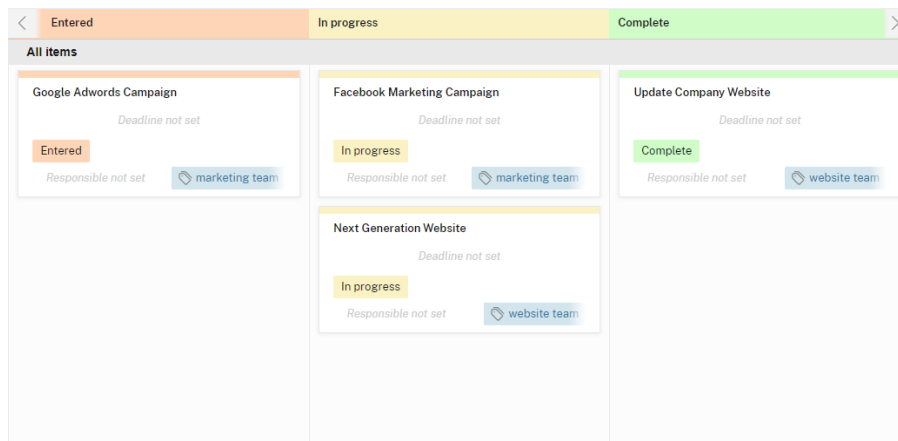 Entered In progress Complete
All items
Google Adwords Campaign
Deadline not set
Entered
Responsible not set marketing team
Facebook Marketing Campaign
Deadline not set
In progress
Responsible not set marketing team
Next Generation Website
Deadline not set
In progress
Responsible not set website team
Update Company Website
Deadline not set
Complete
Responsible not set website team